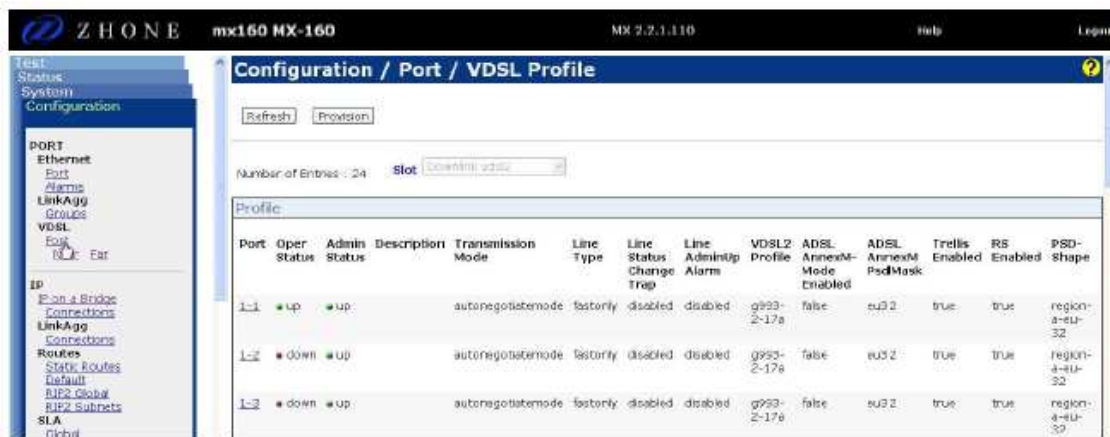 ZHONE mx160 MX-160 MX 2.2.1.110 Help Logout
Test
Status
System
Configuration
PORT
Ethernet
Port
Alarms
LinkAgg
Groups
VDSL
Port
Far
IP
IP on a Bridge
Connections
LinkAgg
Connections
Routes
Static Routes
Default
RIP2 Global
RIP2 Subnets
SLA
Global
Configuration / Port / VDSL Profile ?
Refresh Provision
Number of Entries : 24 Slot Downlink vdsl2
Profile
Port Oper Status Admin Status Description Transmission Mode Line Type Line Status Change Trap Line AdminUp Alarm VDSL2 Profile ADSL AnnexM-Mode Enabled ADSL AnnexM PsdMask Trellis Enabled RS Enabled PSD-Shape
1-1 up up autonegotiatemode fastonly disabled disabled g993-2-17a false eu32 true true region-a-eu-32
1-2 down up autonegotiatemode fastonly disabled disabled g993-2-17a false eu32 true true region-a-eu-32
1-3 down up autonegotiatemode fastonly disabled disabled g993-2-17a false eu32 true true region-a-eu-32